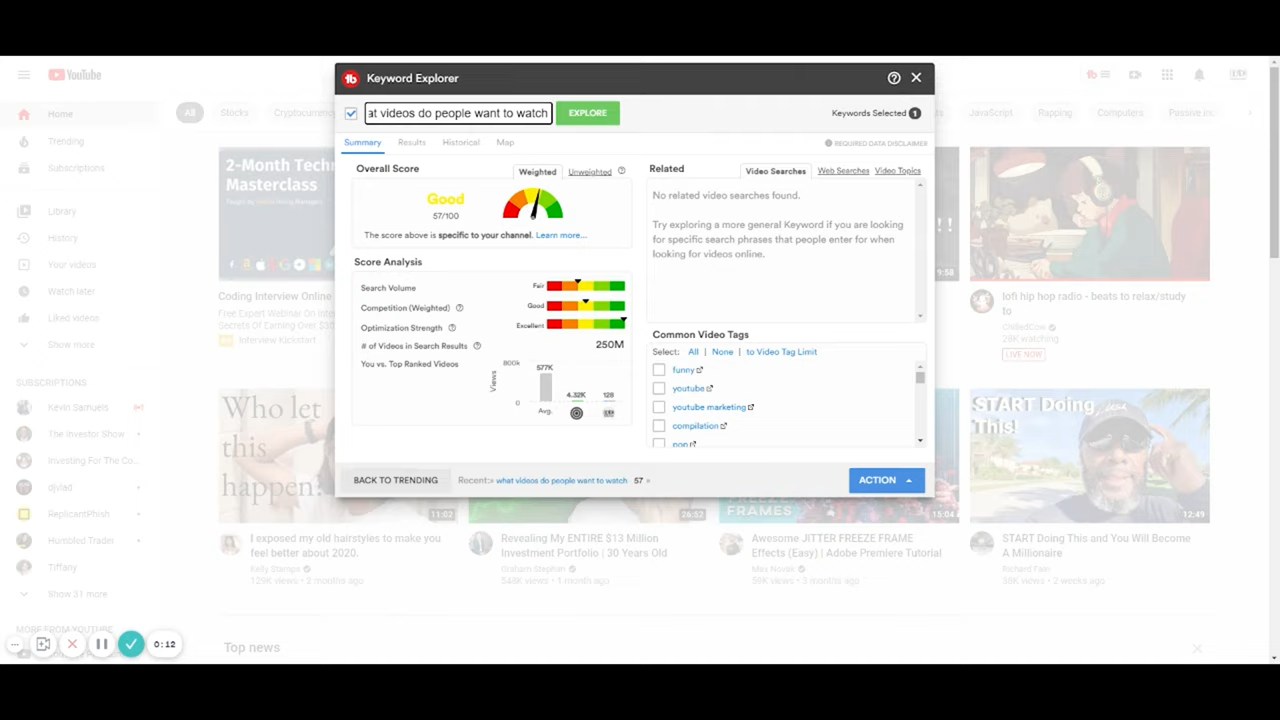 YouTube
Home
Trending
Subscriptions
Library
History
Your videos
Watch later
Liked videos
Show more
SUBSCRIPTIONS
Kevin Samuels
The Investor Show
Investing For The Co...
djvlad
ReplicantPhish
Humbled Trader
Tiffany
Show 31 more
MORE FROM YOUTUBE
0:12
All
Stocks
JavaScript
Rapping
Computers
Passive inc
2-Month Tech
Masterclass
Coding Interview Online
Free Expert Webinar On
Interview Kickstart
Who let
this
happen?
11:02
I exposed my old hairstyles to make you
feel better about 2020.
Kelly Stamps
129K views • 2 months ago
26:52
Revealing My ENTIRE $13 Million
Investment Portfolio | 30 Years Old
Graham Stephan
548K views • 1 month ago
FREEZE
FRAMES
15:04
Awesome JITTER FREEZE FRAME
Effects (Easy) | Adobe Premiere Tutorial
59K views • 3 months ago
9:58
lofi hip hop radio - beats to relax/study
to
ChilledCow
28K watching
LIVE NOW
START Doing
This!
12:49
START Doing This and You Will Become
A Millionaire
Richard Fain
38K views • 2 weeks ago
Top news
tb
Keyword Explorer
at videos do people want to watch
EXPLORE
Keywords Selected 1
Summary
Results
Historical
Map
REQUIRED DATA DISCLAIMER
Overall Score
Weighted
Unweighted
Good
57/100
The score above is specific to your channel. Learn more...
Score Analysis
Search Volume
Fair
Competition (Weighted)
Good
Optimization Strength
Excellent
# of Videos in Search Results
250M
You vs. Top Ranked Videos
Views
800k
0
577K
4.32K
128
Avg.
Related
Video Searches
Web Searches
Video Topics
No related video searches found.
Try exploring a more general Keyword if you are looking
for specific search phrases that people enter for when
looking for videos online.
Common Video Tags
Select: All | None | to Video Tag Limit
funny
youtube
youtube marketing
compilation
pop
BACK TO TRENDING
Recent:» what videos do people want to watch 57 »
ACTION